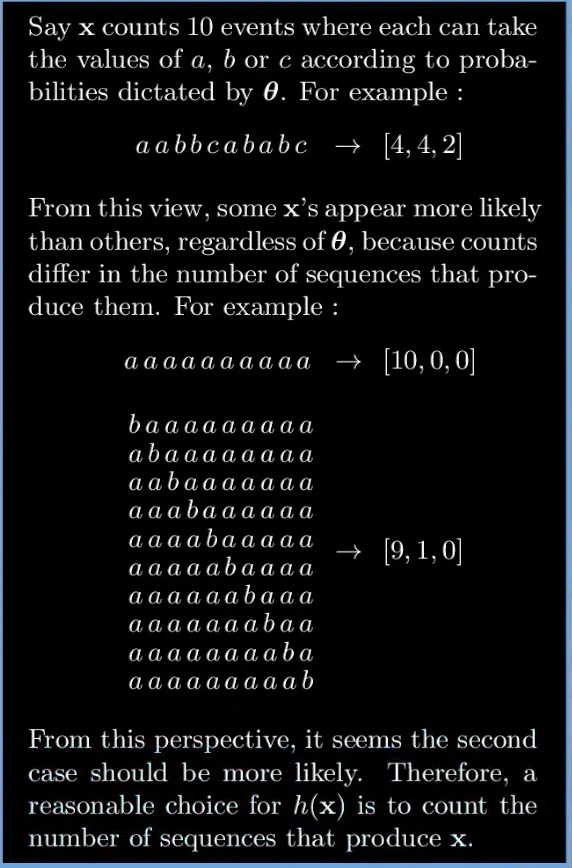 Say x counts 10 events where each can take
the values of a, b or c according to proba-
bilities dictated by θ. For example :
a a b b c a b a b c → [4, 4, 2]
From this view, some x's appear more likely
than others, regardless of θ, because counts
differ in the number of sequences that pro-
duce them. For example :
a a a a a a a a a a → [10, 0, 0]
b a a a a a a a a a
a b a a a a a a a a
a a b a a a a a a a
a a a b a a a a a a
a a a a b a a a a a
→ [9, 1, 0]
a a a a a b a a a a
a a a a a a b a a a
a a a a a a a b a a
a a a a a a a a b a
a a a a a a a a a b
From this perspective, it seems the second
case should be more likely. Therefore, a
reasonable choice for h(x) is to count the
number of sequences that produce x.